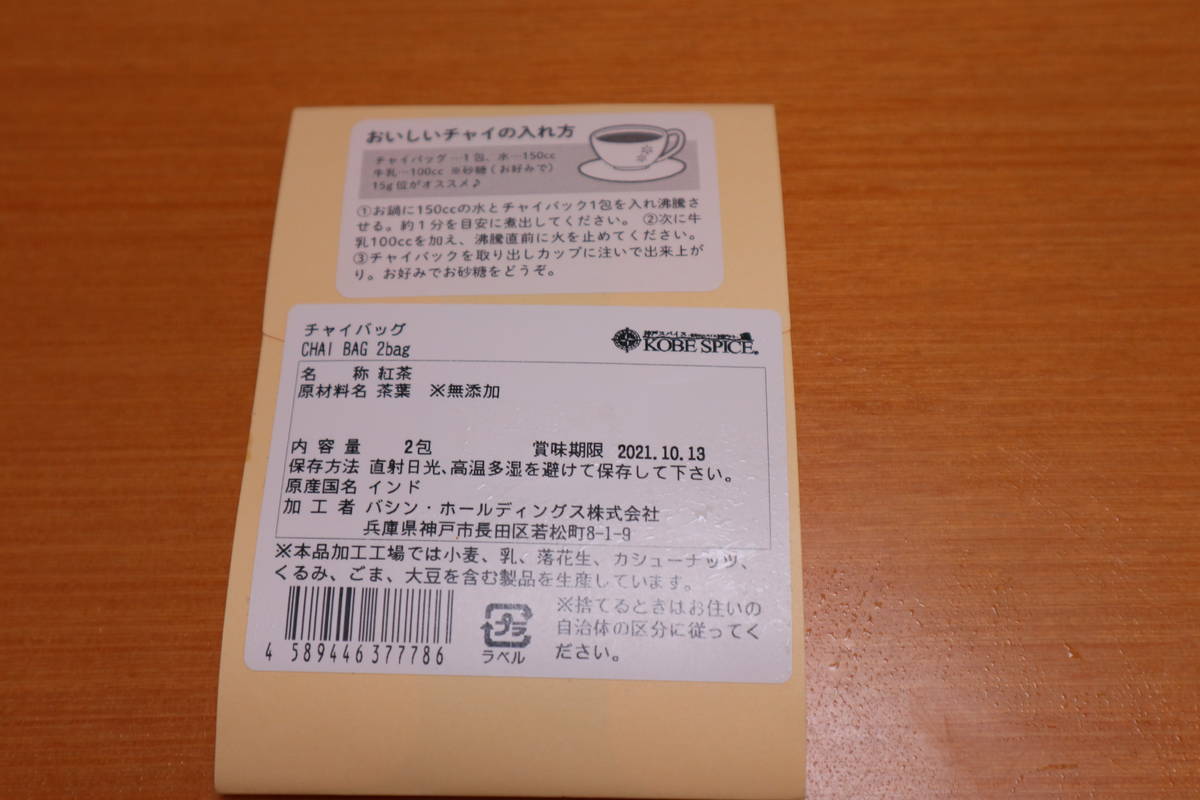 おいしいチャイの入れ方
チャイバッグ…1包、水…150cc
牛乳…100cc ※砂糖(お好みで)
15g位がオススメ♪
①お鍋に150ccの水とチャイバック1包を入れ沸騰さ
せる。約1分を目安に煮出してください。 ②次に牛
乳100ccを加え、沸騰直前に火を止めてください。
③チャイバックを取り出しカップに注いで出来上が
り。お好みでお砂糖をどうぞ。
チャイバッグ
CHAI BAG 2bag
神戸スパイス
KOBE SPICE®
名 称 紅茶
原材料名 茶葉 ※無添加
内容量 2包 賞味期限 2021.10.13
保存方法 直射日光、高温多湿を避けて保存して下さい。
原産国名 インド
加工者 バシン・ホールディングス株式会社
兵庫県神戸市長田区若松町8-1-9
※本品加工工場では小麦、乳、落花生、カシューナッツ、
くるみ、ごま、大豆を含む製品を生産しています。
※捨てるときはお住いの
自治体の区分に従ってく
ださい。
プラ
ラベル
4 589446 377786